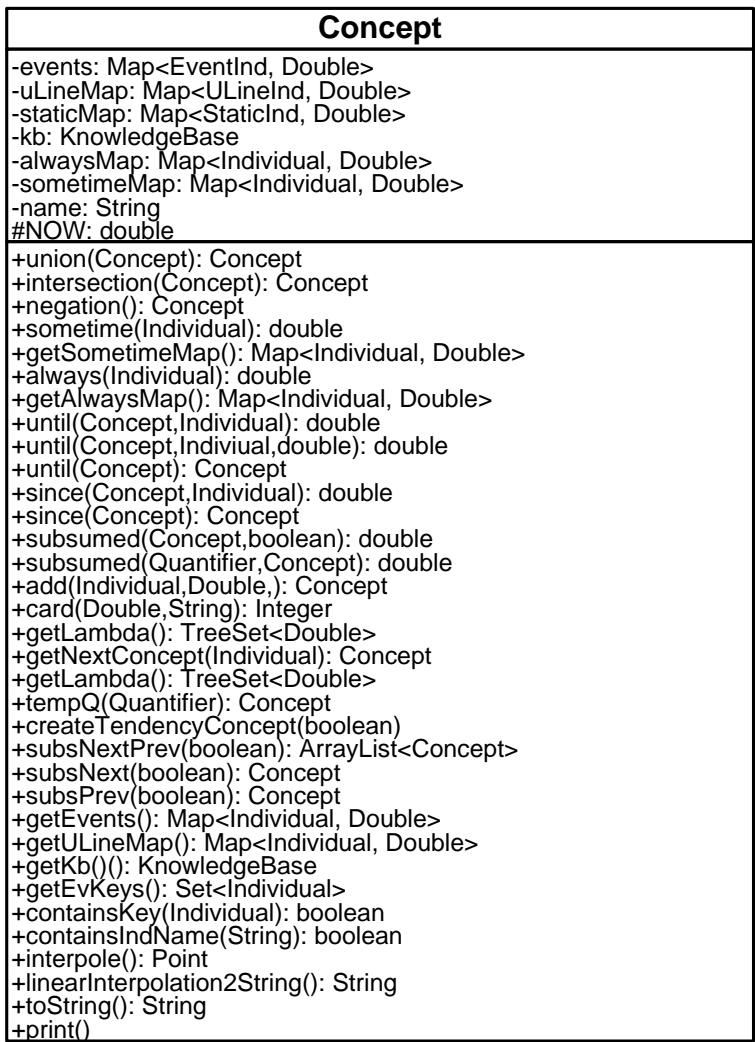 Concept
-events: Map<EventInd, Double>
-uLineMap: Map<ULineInd, Double>
-staticMap: Map<StaticInd, Double>
-kb: KnowledgeBase
-alwaysMap: Map<Individual, Double>
-sometimeMap: Map<Individual, Double>
-name: String
#NOW: double
+union(Concept): Concept
+intersection(Concept): Concept
+negation(): Concept
+sometime(Individual): double
+getSometimeMap(): Map<Individual, Double>
+always(Individual): double
+getAlwaysMap(): Map<Individual, Double>
+until(Concept,Individual): double
+until(Concept,Indiviual,double): double
+until(Concept): Concept
+since(Concept,Individual): double
+since(Concept): Concept
+subsumed(Concept,boolean): double
+subsumed(Quantifier,Concept): double
+add(Individual,Double,): Concept
+card(Double,String): Integer
+getLambda(): TreeSet<Double>
+getNextConcept(Individual): Concept
+getLambda(): TreeSet<Double>
+tempQ(Quantifier): Concept
+createTendencyConcept(boolean)
+subsNextPrev(boolean): ArrayList<Concept>
+subsNext(boolean): Concept
+subsPrev(boolean): Concept
+getEvents(): Map<Individual, Double>
+getULineMap(): Map<Individual, Double>
+getKb()(): KnowledgeBase
+getEvKeys(): Set<Individual>
+containsKey(Individual): boolean
+containsIndName(String): boolean
+interpole(): Point
+linearInterpolation2String(): String
+toString(): String
+print()